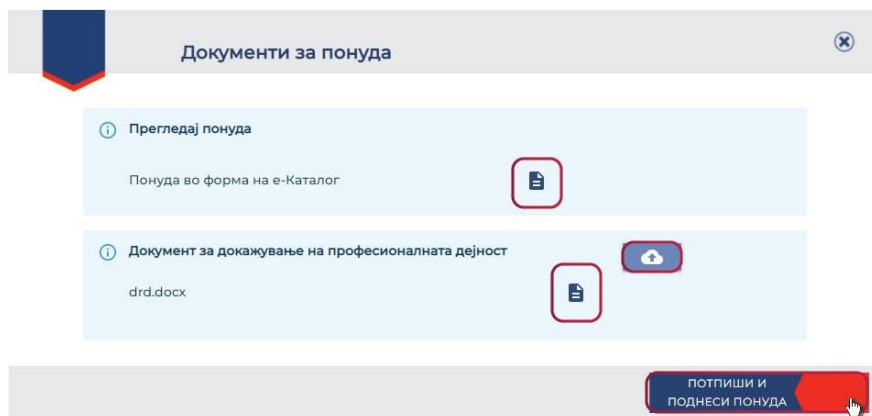 Документи за понуда
Прегледај понуда
Понуда во форма на е-Каталог
Документ за докажување на професионалната дејност
drd.docx
ПОТПИШИ И
ПОДНЕСИ ПОНУДА